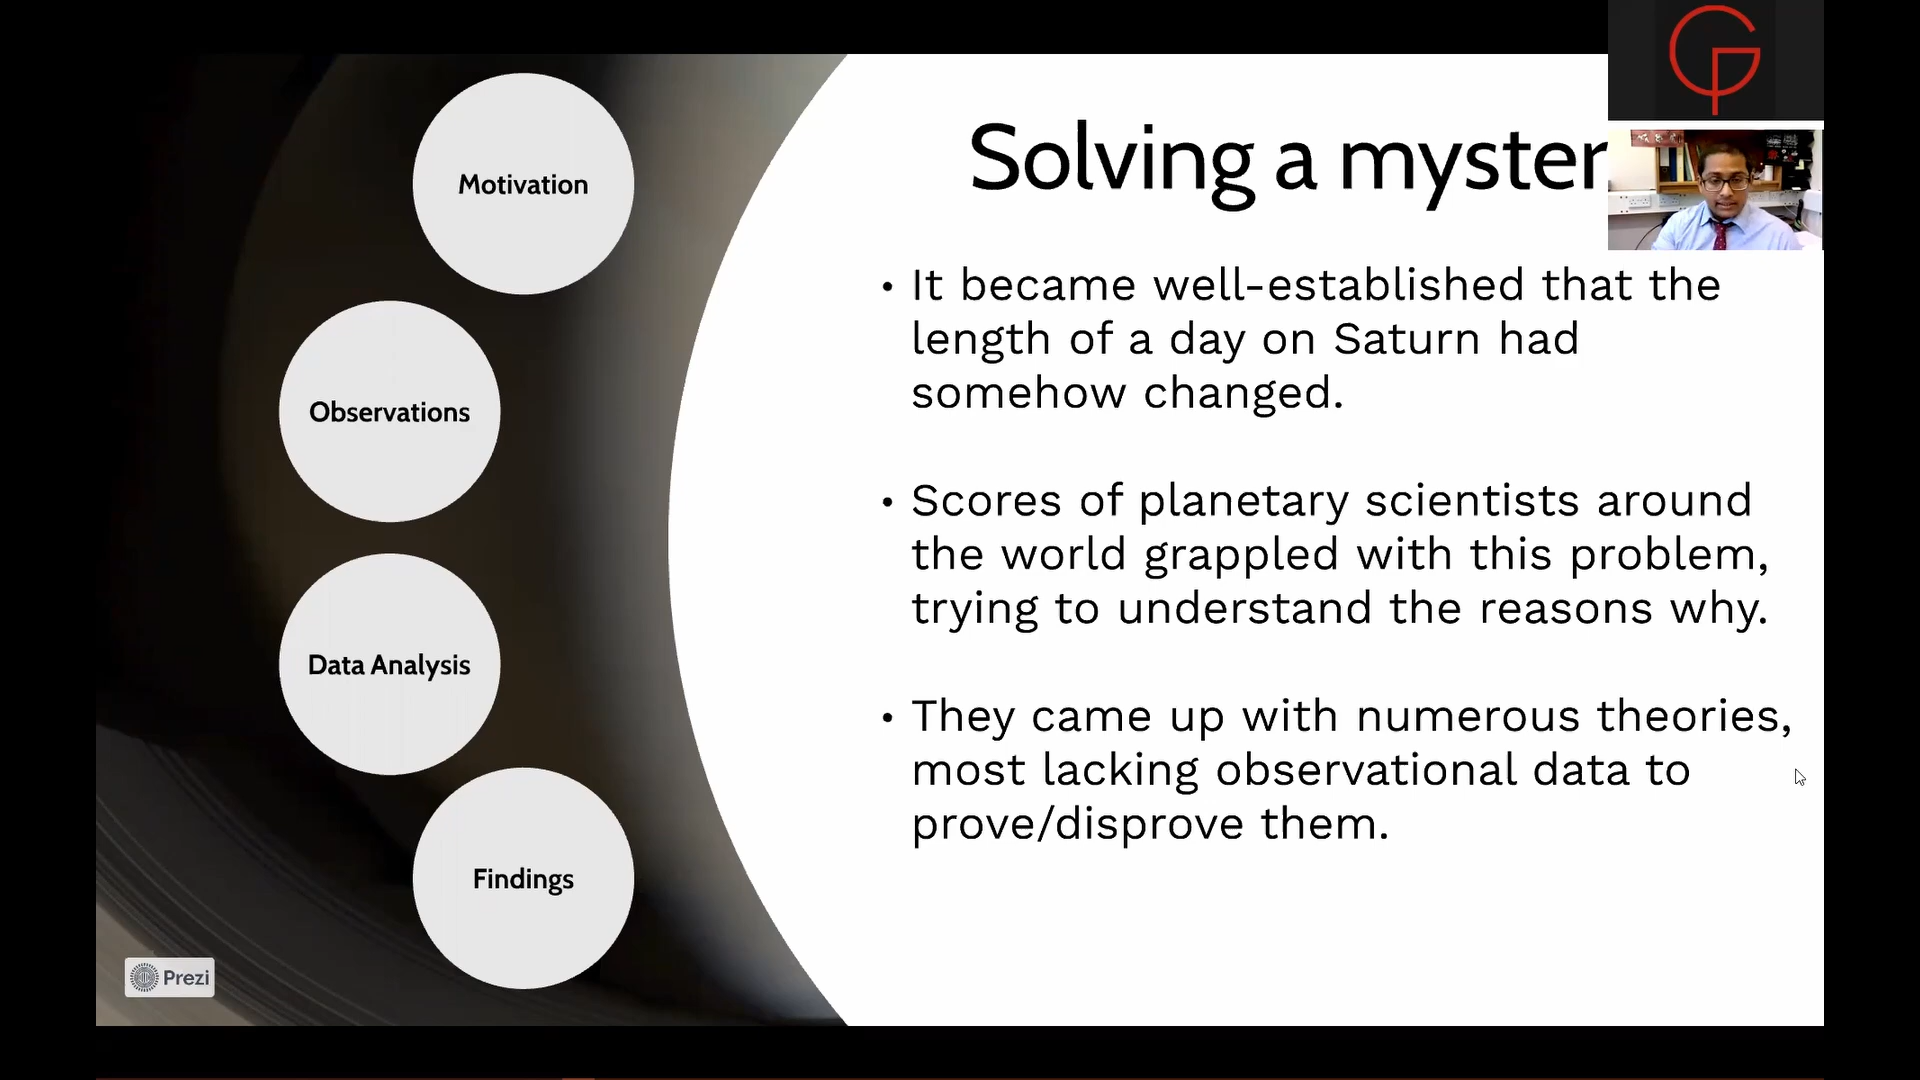 Motivation
Observations
Data Analysis
Findings
Prezi
Solving a myster
• It became well-established that the
length of a day on Saturn had
somehow changed.
• Scores of planetary scientists around
the world grappled with this problem,
trying to understand the reasons why.
• They came up with numerous theories,
most lacking observational data to
prove/disprove them.